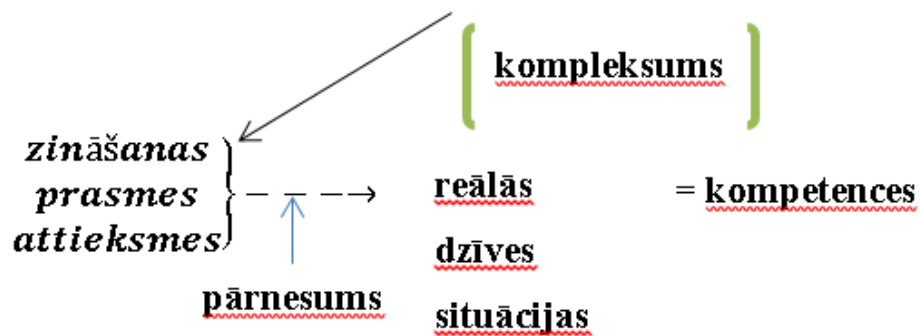 kompleksums
zināšanas
prasmes
attieksmes
pārnesums
reālās
dzīves
situācijas
= kompetences